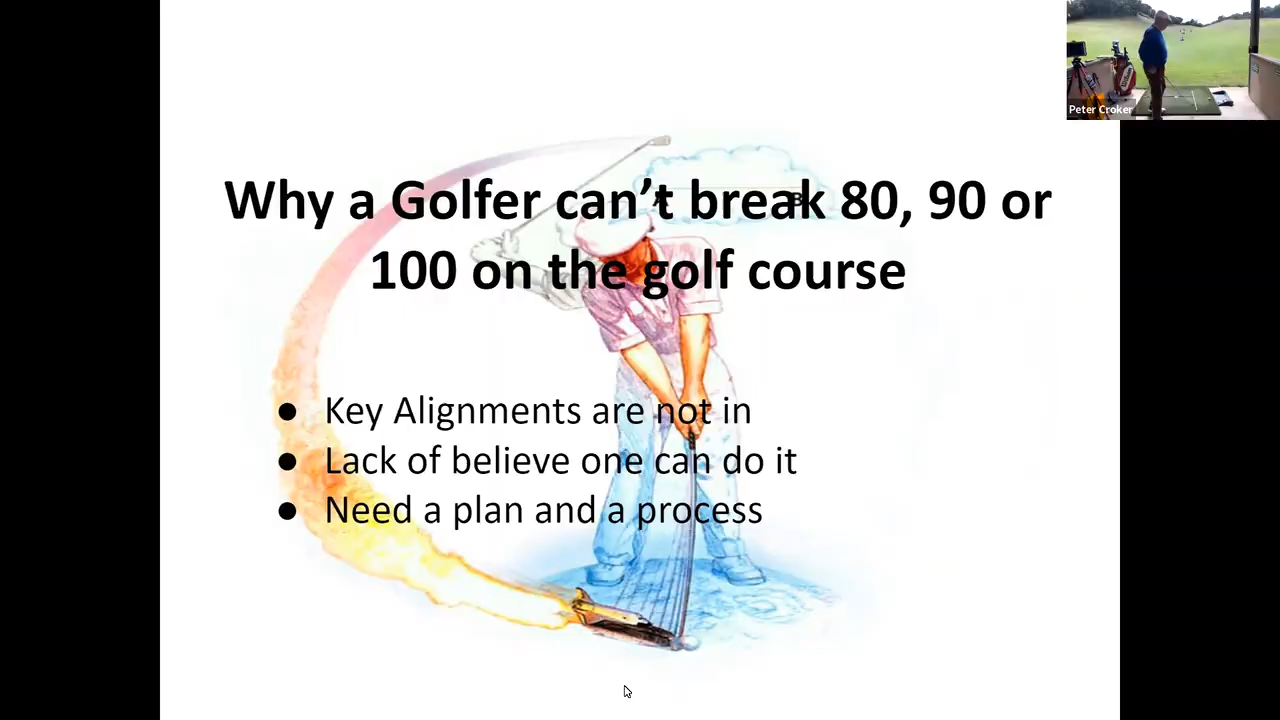 Peter Croker
Why a Golfer can’t break 80, 90 or
100 on the golf course
● Key Alignments are not in
● Lack of believe one can do it
● Need a plan and a process